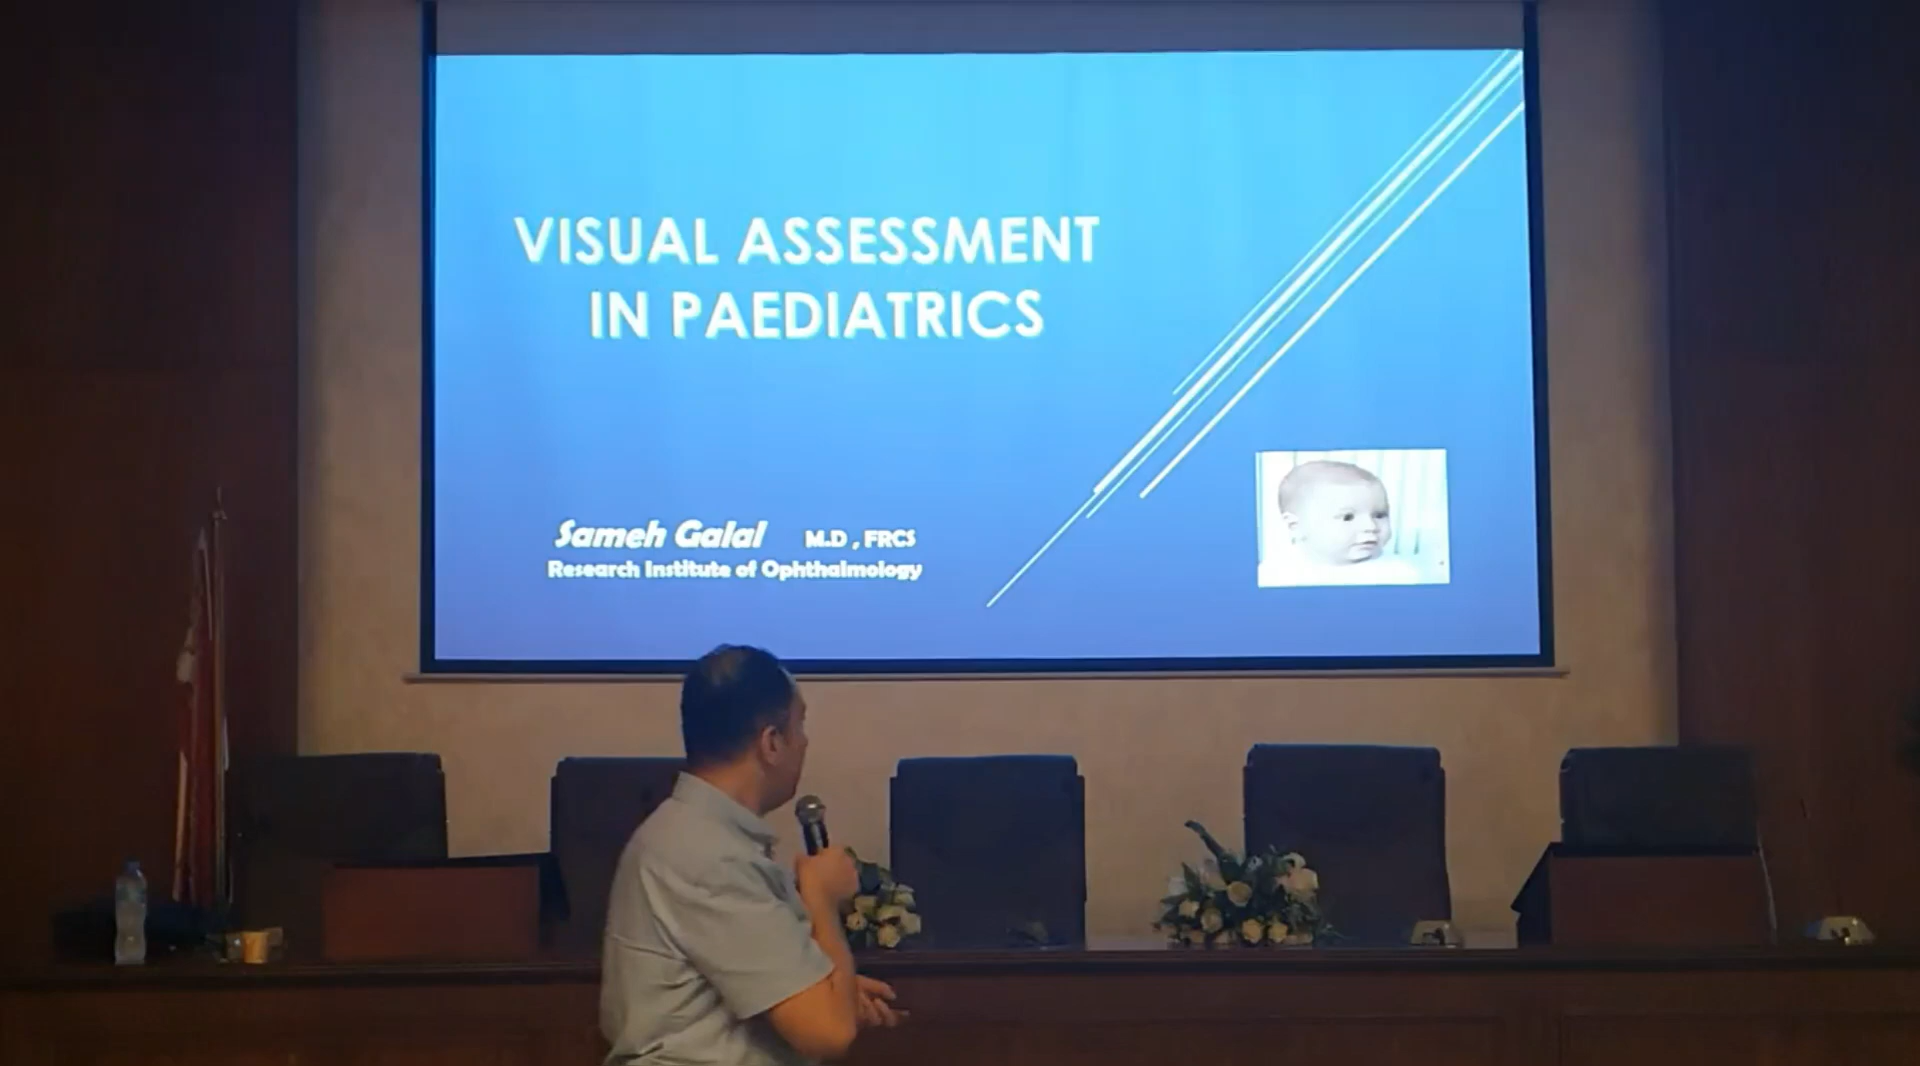 VISUAL ASSESSMENT
IN PAEDIATRICS
Sameh Galal M.D , FRCS
Research Institute of Ophthalmology